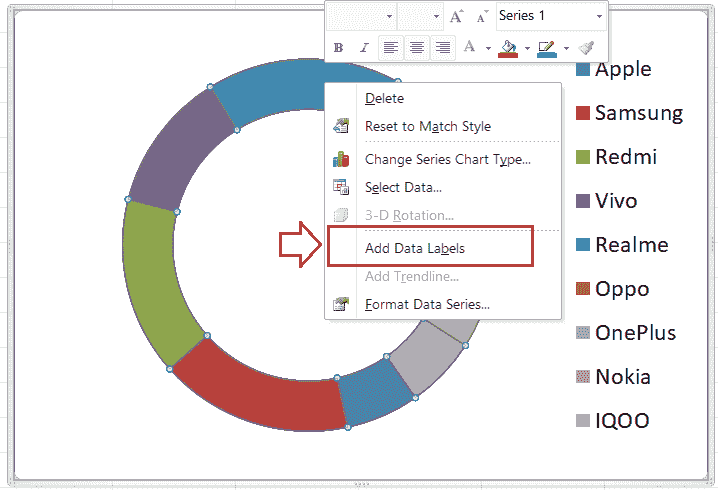 Series 1
B I A
Delete
Reset to Match Style
Change Series Chart Type...
Select Data...
3-D Rotation...
Add Data Labels
Add Trendline...
Format Data Series...
Apple
Samsung
Redmi
Vivo
Realme
Oppo
OnePlus
Nokia
IQOO